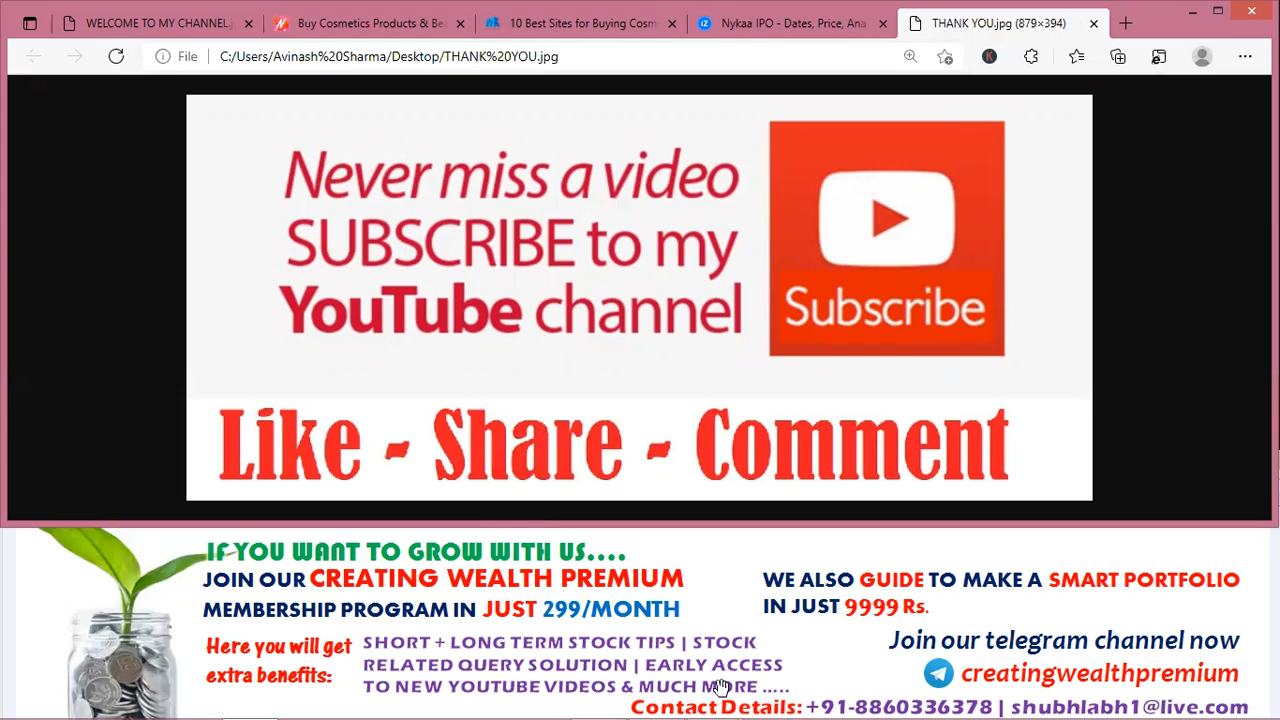 WELCOME TO MY CHANNEL.j
Buy Cosmetics Products & Be
10 Best Sites for Buying Cosm
Nykaa IPO - Dates, Price, Ana
THANK YOU.jpg (879×394)
File C:/Users/Avinash%20Sharma/Desktop/THANK%20YOU.jpg
Never miss a video
SUBSCRIBE to my
YouTube channel
Subscribe
Like - Share - Comment
IF YOU WANT TO GROW WITH US....
JOIN OUR CREATING WEALTH PREMIUM
MEMBERSHIP PROGRAM IN JUST 299/MONTH
Here you will get
extra benefits:
SHORT + LONG TERM STOCK TIPS | STOCK
RELATED QUERY SOLUTION | EARLY ACCESS
TO NEW YOUTUBE VIDEOS & MUCH MORE .....
WE ALSO GUIDE TO MAKE A SMART PORTFOLIO
IN JUST 9999 Rs.
Join our telegram channel now
creatingwealthpremium
Contact Details: +91-8860336378 | shubhlabh1@live.com